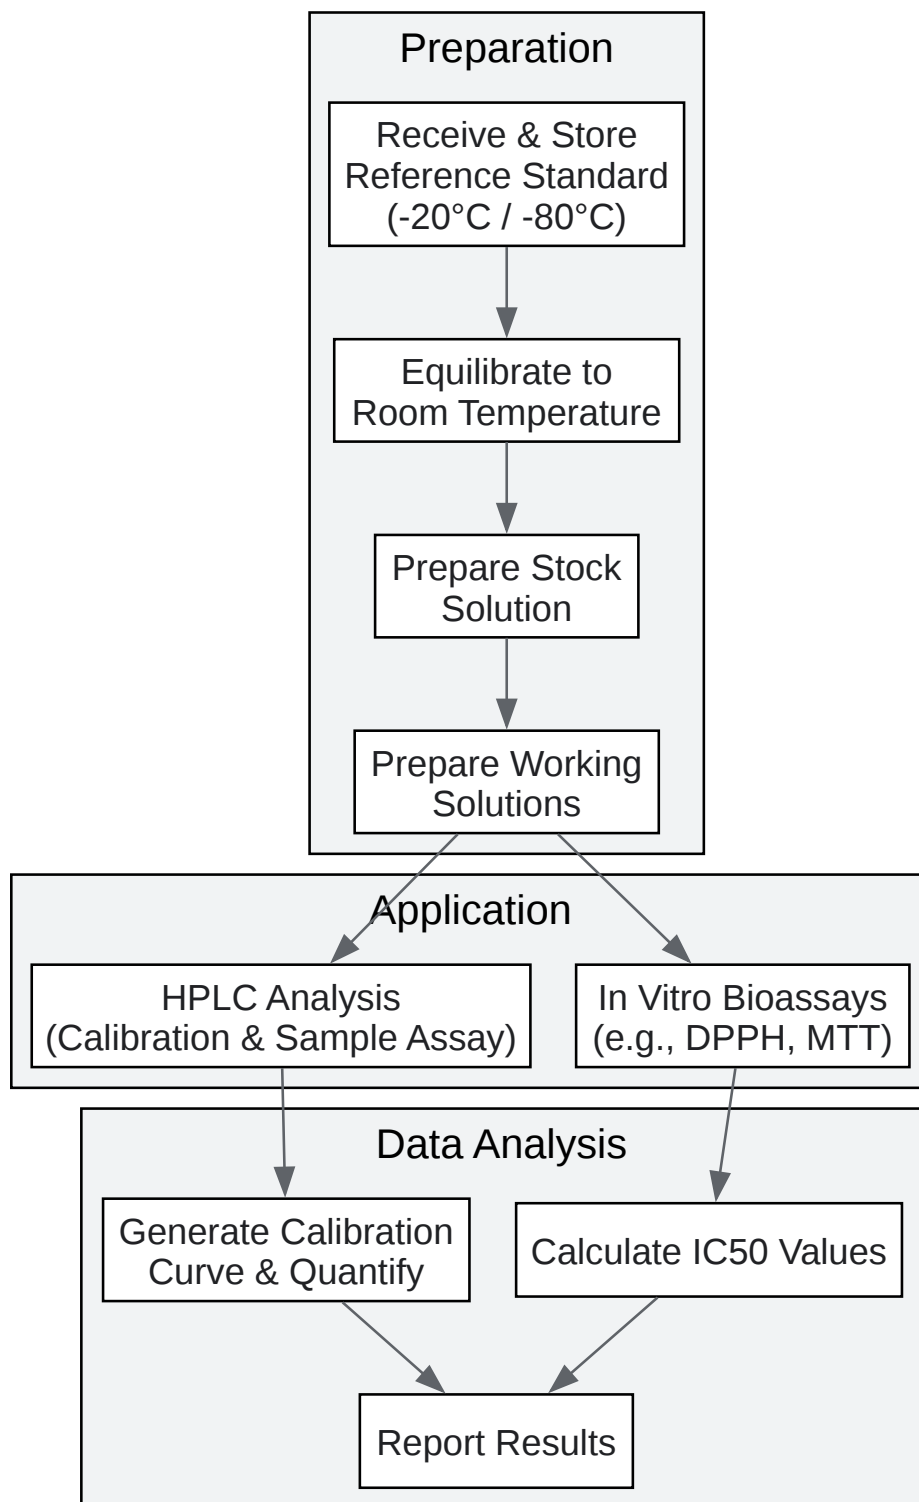 Preparation
Receive & Store
Reference Standard
(-20°C / -80°C)
Equilibrate to
Room Temperature
Prepare Stock
Solution
Prepare Working
Solutions
Application
HPLC Analysis
(Calibration & Sample Assay)
In Vitro Bioassays
(e.g., DPPH, MTT)
Data Analysis
Generate Calibration
Curve & Quantify
Calculate IC50 Values
Report Results